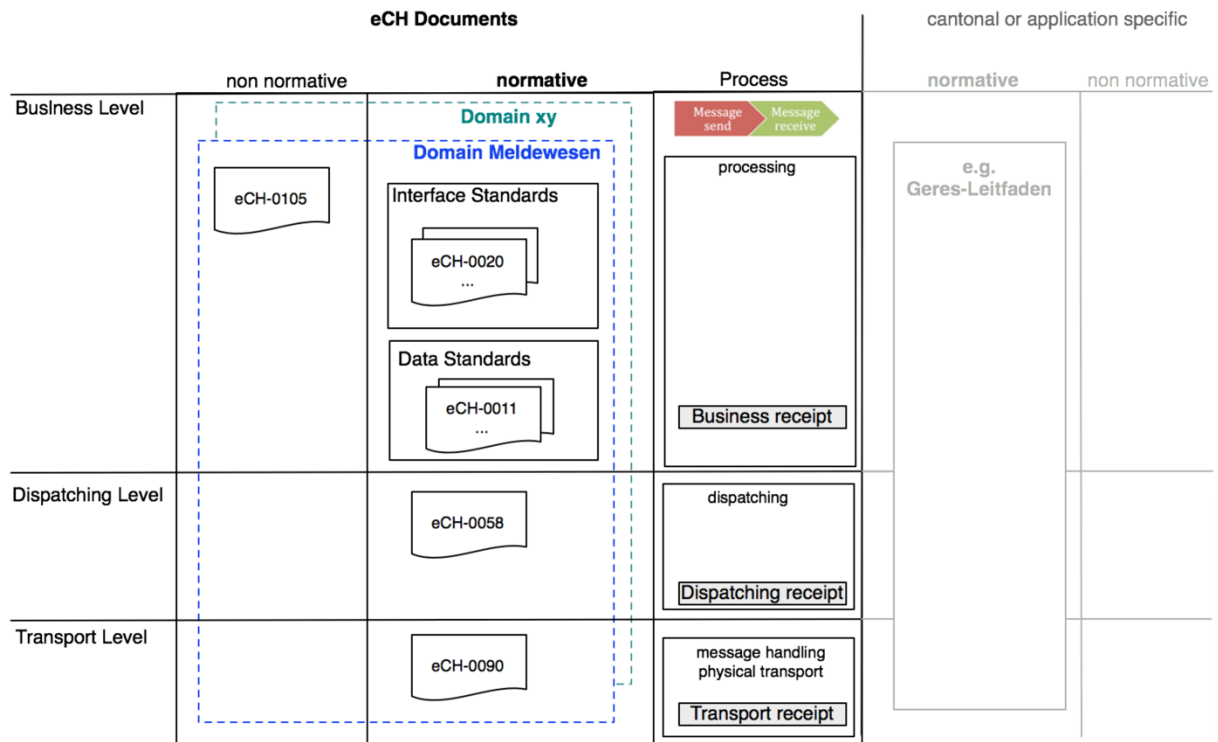 eCH Documents
cantonal or application specific
non normative
normative
Process
normative
non normative
Business Level
Domain xy
Message
send
Message
receive
Domain Meldewesen
processing
e.g.
Geres-Leitfaden
eCH-0105
Interface Standards
eCH-0020
...
Data Standards
eCH-0011
...
Business receipt
Dispatching Level
dispatching
eCH-0058
Dispatching receipt
Transport Level
message handling
physical transport
eCH-0090
Transport receipt